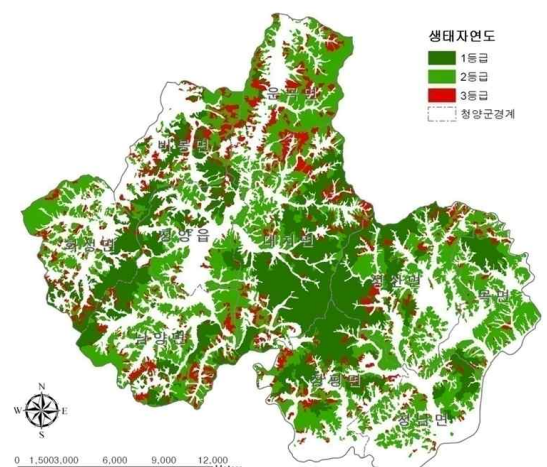 생태자연도
1등급
2등급
3등급
청양군경계
운곡면
비봉면
화성면
청양읍
대치면
정산면
목면
남양면
장평면
청남면
N
W E
S
0 1,5003,000 6,000 9,000 12,000